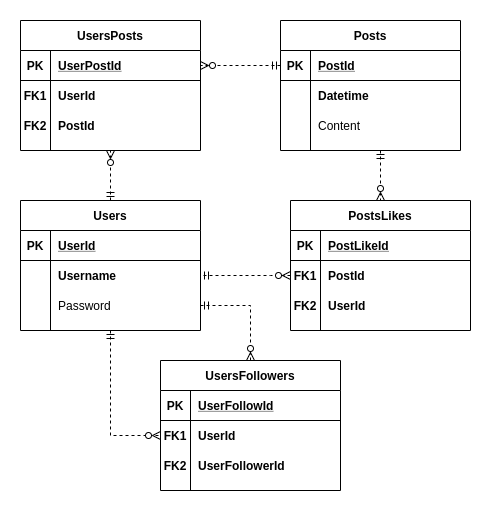 UsersPosts
PK UserPostId
FK1 UserId
FK2 PostId
Posts
PK PostId
Datetime
Content
Users
PK UserId
Username
Password
PostsLikes
PK PostLikeId
FK1 PostId
FK2 UserId
UsersFollowers
PK UserFollowId
FK1 UserId
FK2 UserFollowerId